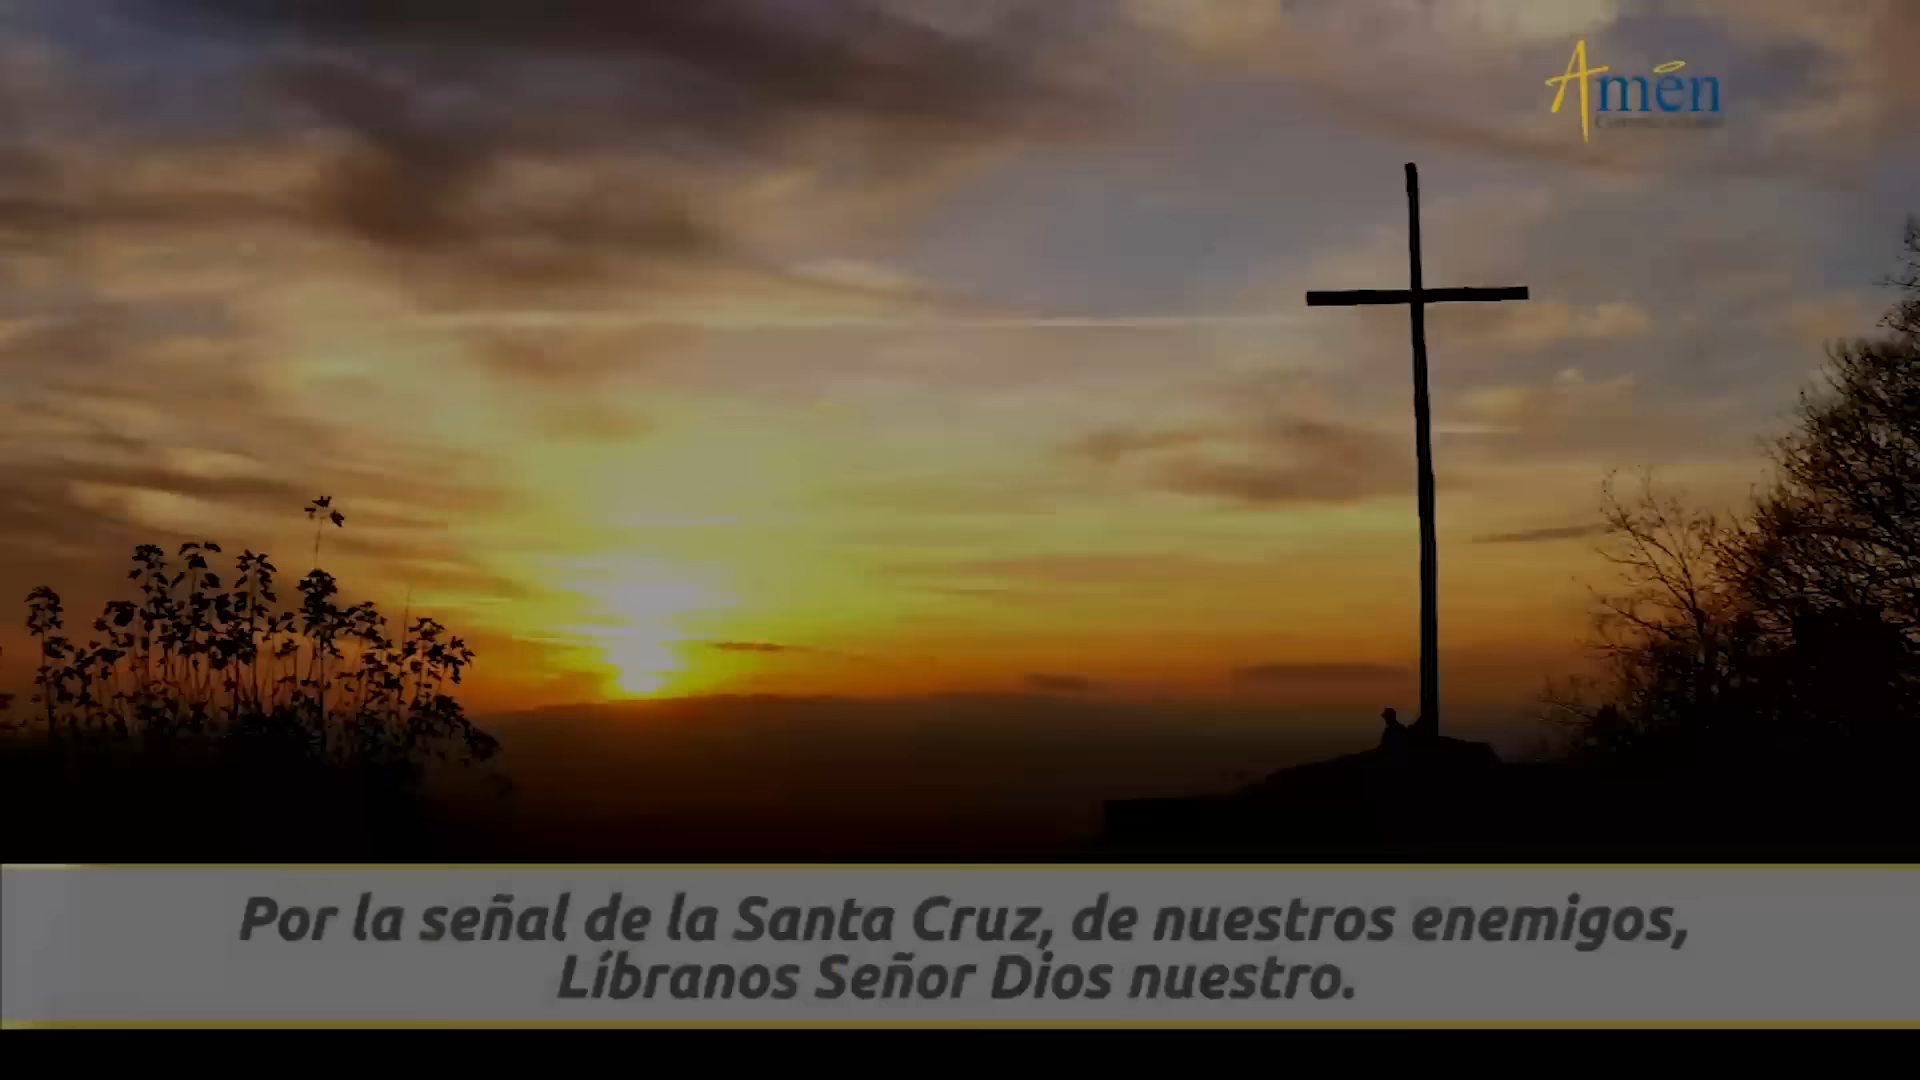 Amén
Por la señal de la Santa Cruz, de nuestros enemigos,
Líbranos Señor Dios nuestro.